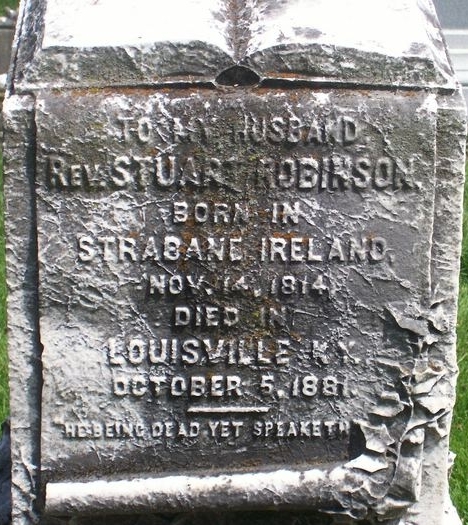 TO MY HUSBAND,
REV. STUART ROBINSON.
BORN IN
STRABANE IRELAND,
NOV. 14, 1814.
DIED IN
LOUISVILLE KY.
OCTOBER 5, 1881.
"HE BEING DEAD YET SPEAKETH